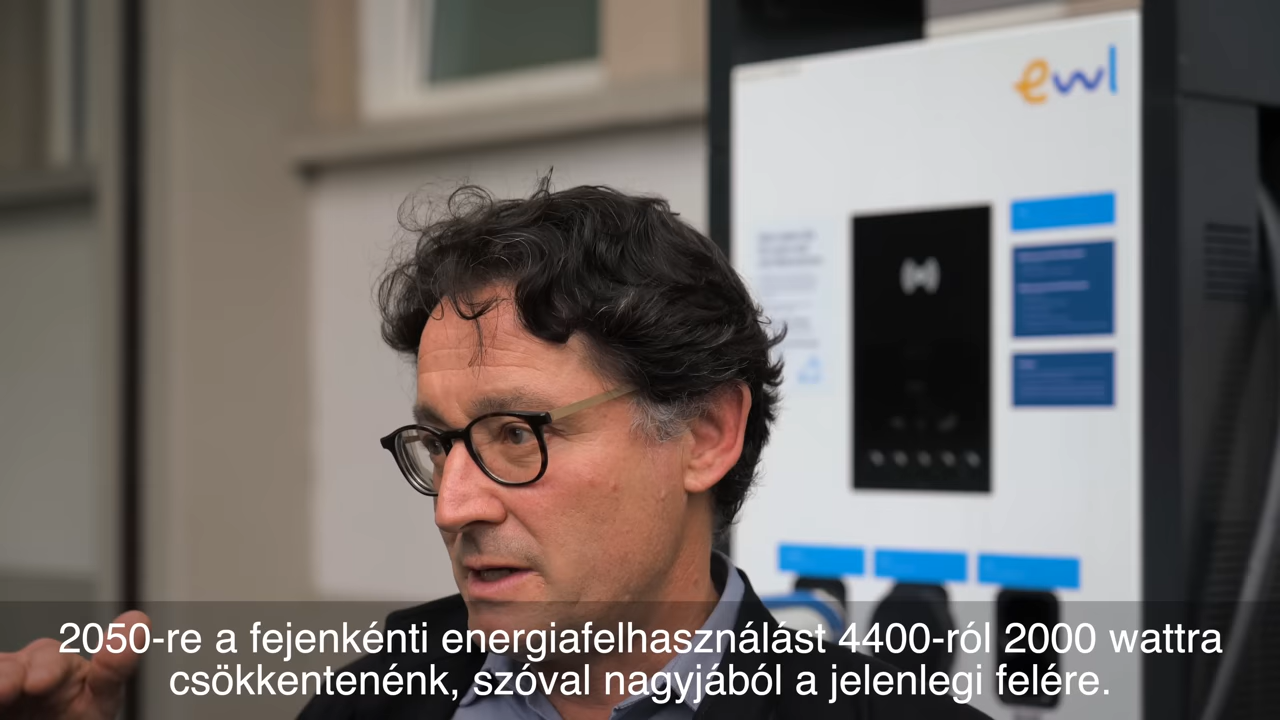 ewl
2050-re a fejenkénti energiafelhasználást 4400-ról 2000 wattra
csökkentenénk, szóval nagyjából a jelenlegi felére.